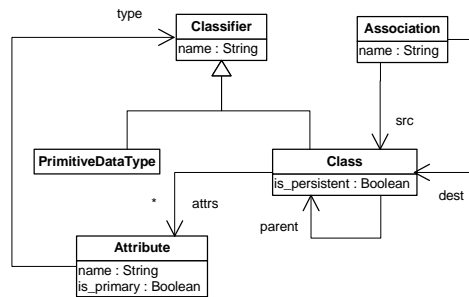 type
Classifier
name : String
Association
name : String
src
PrimitiveDataType
Class
is_persistent : Boolean
dest
parent
* attrs
Attribute
name : String
is_primary : Boolean